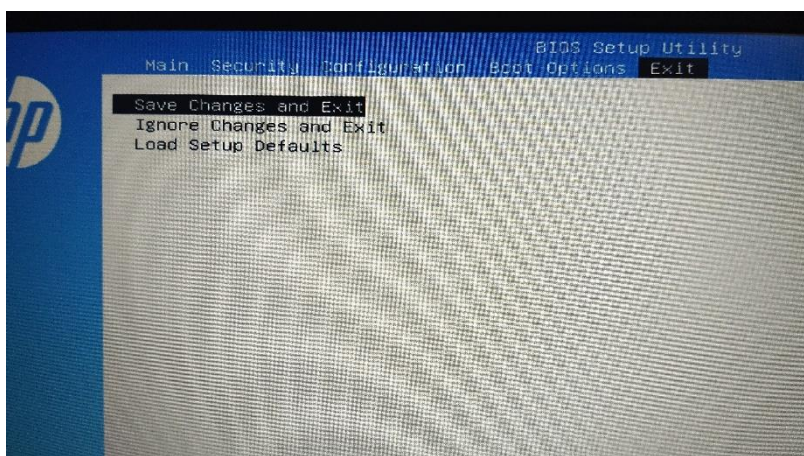 BIOS Setup Utility
Main Security Configuration Boot Options Exit
hp
Save Changes and Exit
Ignore Changes and Exit
Load Setup Defaults